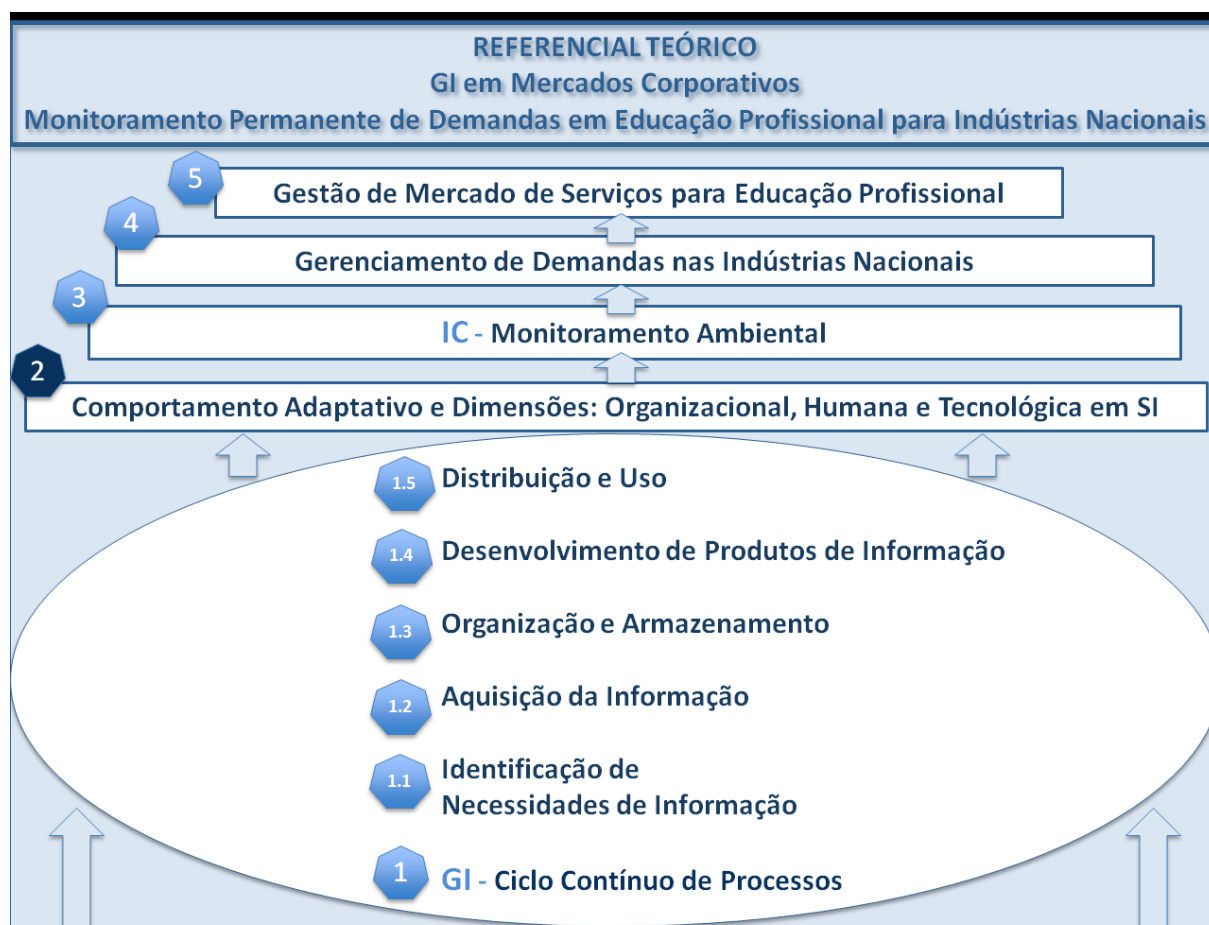 REFERENCIAL TEÓRICO
GI em Mercados Corporativos
Monitoramento Permanente de Demandas em Educação Profissional para Indústrias Nacionais
5
Gestão de Mercado de Serviços para Educação Profissional
4
Gerenciamento de Demandas nas Indústrias Nacionais
3
IC - Monitoramento Ambiental
2
Comportamento Adaptativo e Dimensões: Organizacional, Humana e Tecnológica em SI
1.5 Distribuição e Uso
1.4 Desenvolvimento de Produtos de Informação
1.3 Organização e Armazenamento
1.2 Aquisição da Informação
1.1 Identificação de
Necessidades de Informação
1 GI - Ciclo Contínuo de Processos